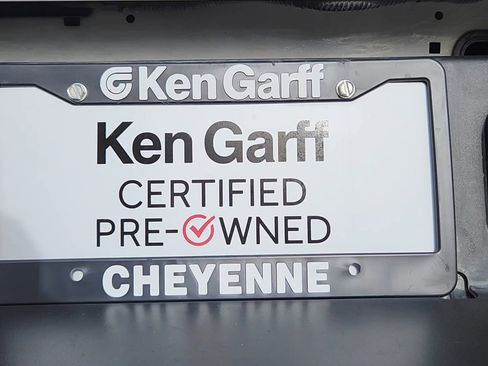 Ken Garff
Ken Garff
CERTIFIED
PRE-OWNED
CHEYENNE